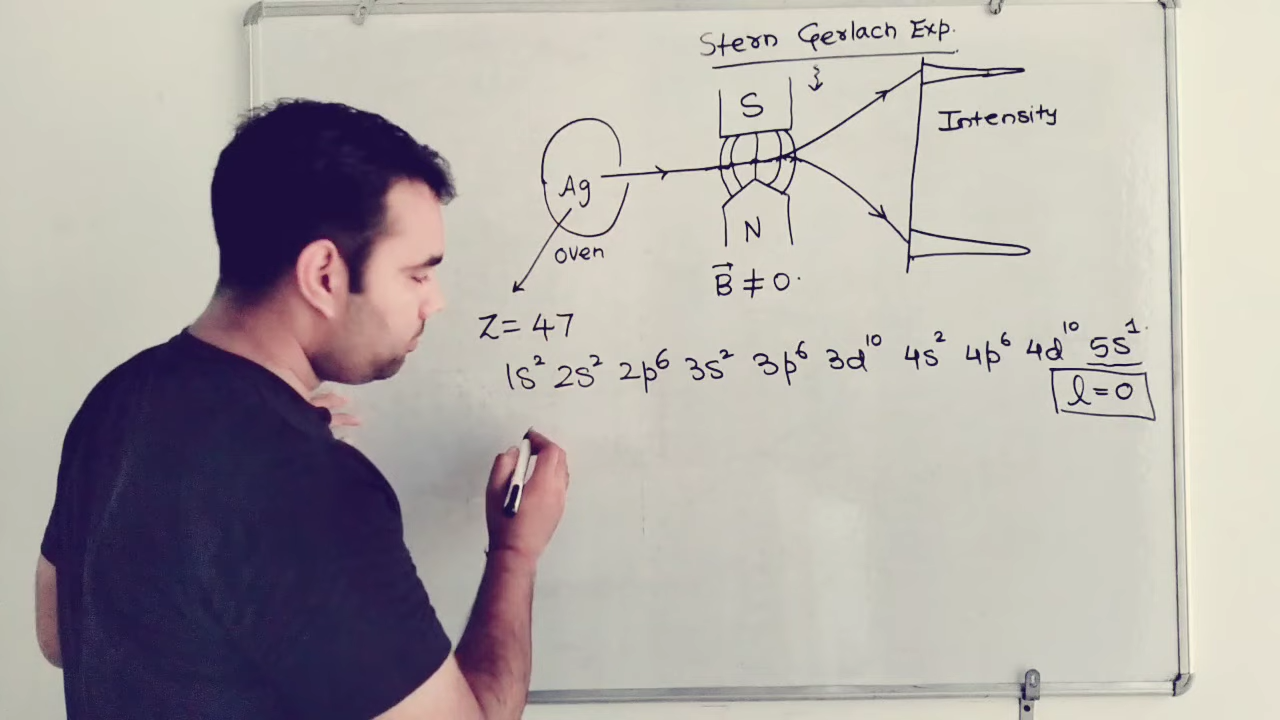 Stern Gerlach Exp.
S
Intensity
Ag
N
oven
B⃗ ≠ 0.
Z = 47
1s² 2s² 2p⁶ 3s² 3p⁶ 3d¹⁰ 4s² 4p⁶ 4d¹⁰ 5s¹.
l = 0